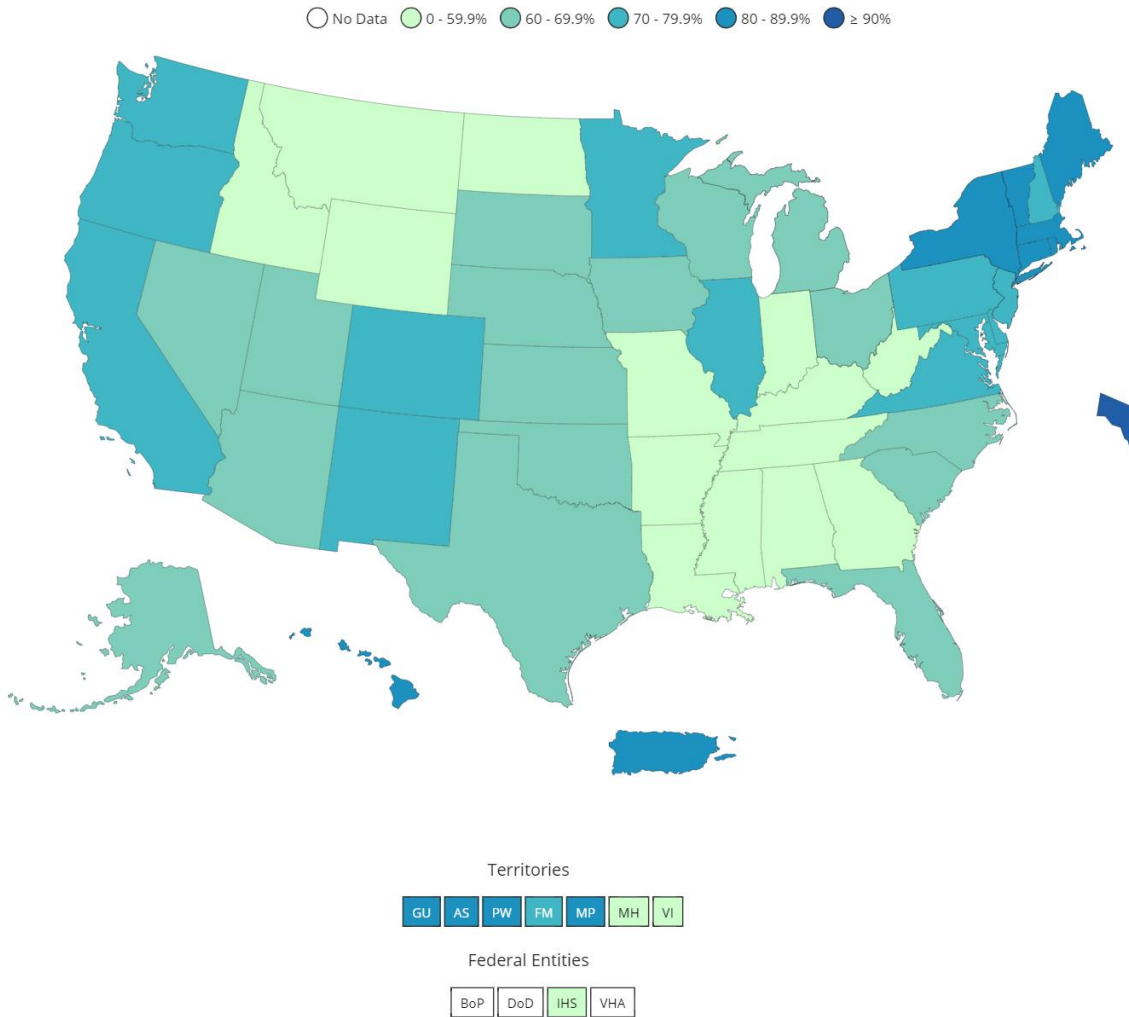 No Data 0 - 59.9% 60 - 69.9% 70 - 79.9% 80 - 89.9% ≥ 90%
Territories
GU AS PW FM MP MH VI
Federal Entities
BoP DoD IHS VHA